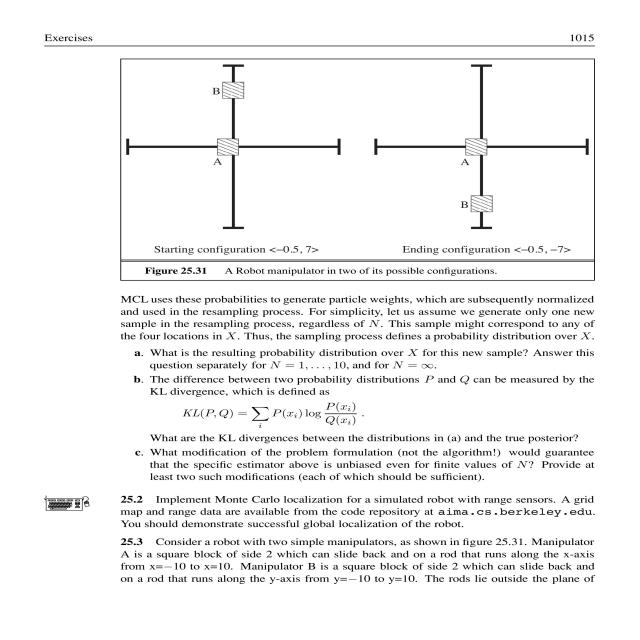 Exercises 1015
B
A
A
B
Starting configuration <−0.5, 7> Ending configuration <−0.5, −7>
Figure 25.31 A Robot manipulator in two of its possible configurations.
MCL uses these probabilities to generate particle weights, which are subsequently normalized
and used in the resampling process. For simplicity, let us assume we generate only one new
sample in the resampling process, regardless of N. This sample might correspond to any of
the four locations in X. Thus, the sampling process defines a probability distribution over X.
a. What is the resulting probability distribution over X for this new sample? Answer this
question separately for N = 1, . . . , 10, and for N = ∞.
b. The difference between two probability distributions P and Q can be measured by the
KL divergence, which is defined as
KL(P, Q) = ∑_i P(x_i) log P(x_i)/Q(x_i) .
What are the KL divergences between the distributions in (a) and the true posterior?
c. What modification of the problem formulation (not the algorithm!) would guarantee
that the specific estimator above is unbiased even for finite values of N? Provide at
least two such modifications (each of which should be sufficient).
25.2 Implement Monte Carlo localization for a simulated robot with range sensors. A grid
map and range data are available from the code repository at aima.cs.berkeley.edu.
You should demonstrate successful global localization of the robot.
25.3 Consider a robot with two simple manipulators, as shown in figure 25.31. Manipulator
A is a square block of side 2 which can slide back and on a rod that runs along the x-axis
from x=−10 to x=10. Manipulator B is a square block of side 2 which can slide back and
on a rod that runs along the y-axis from y=−10 to y=10. The rods lie outside the plane of